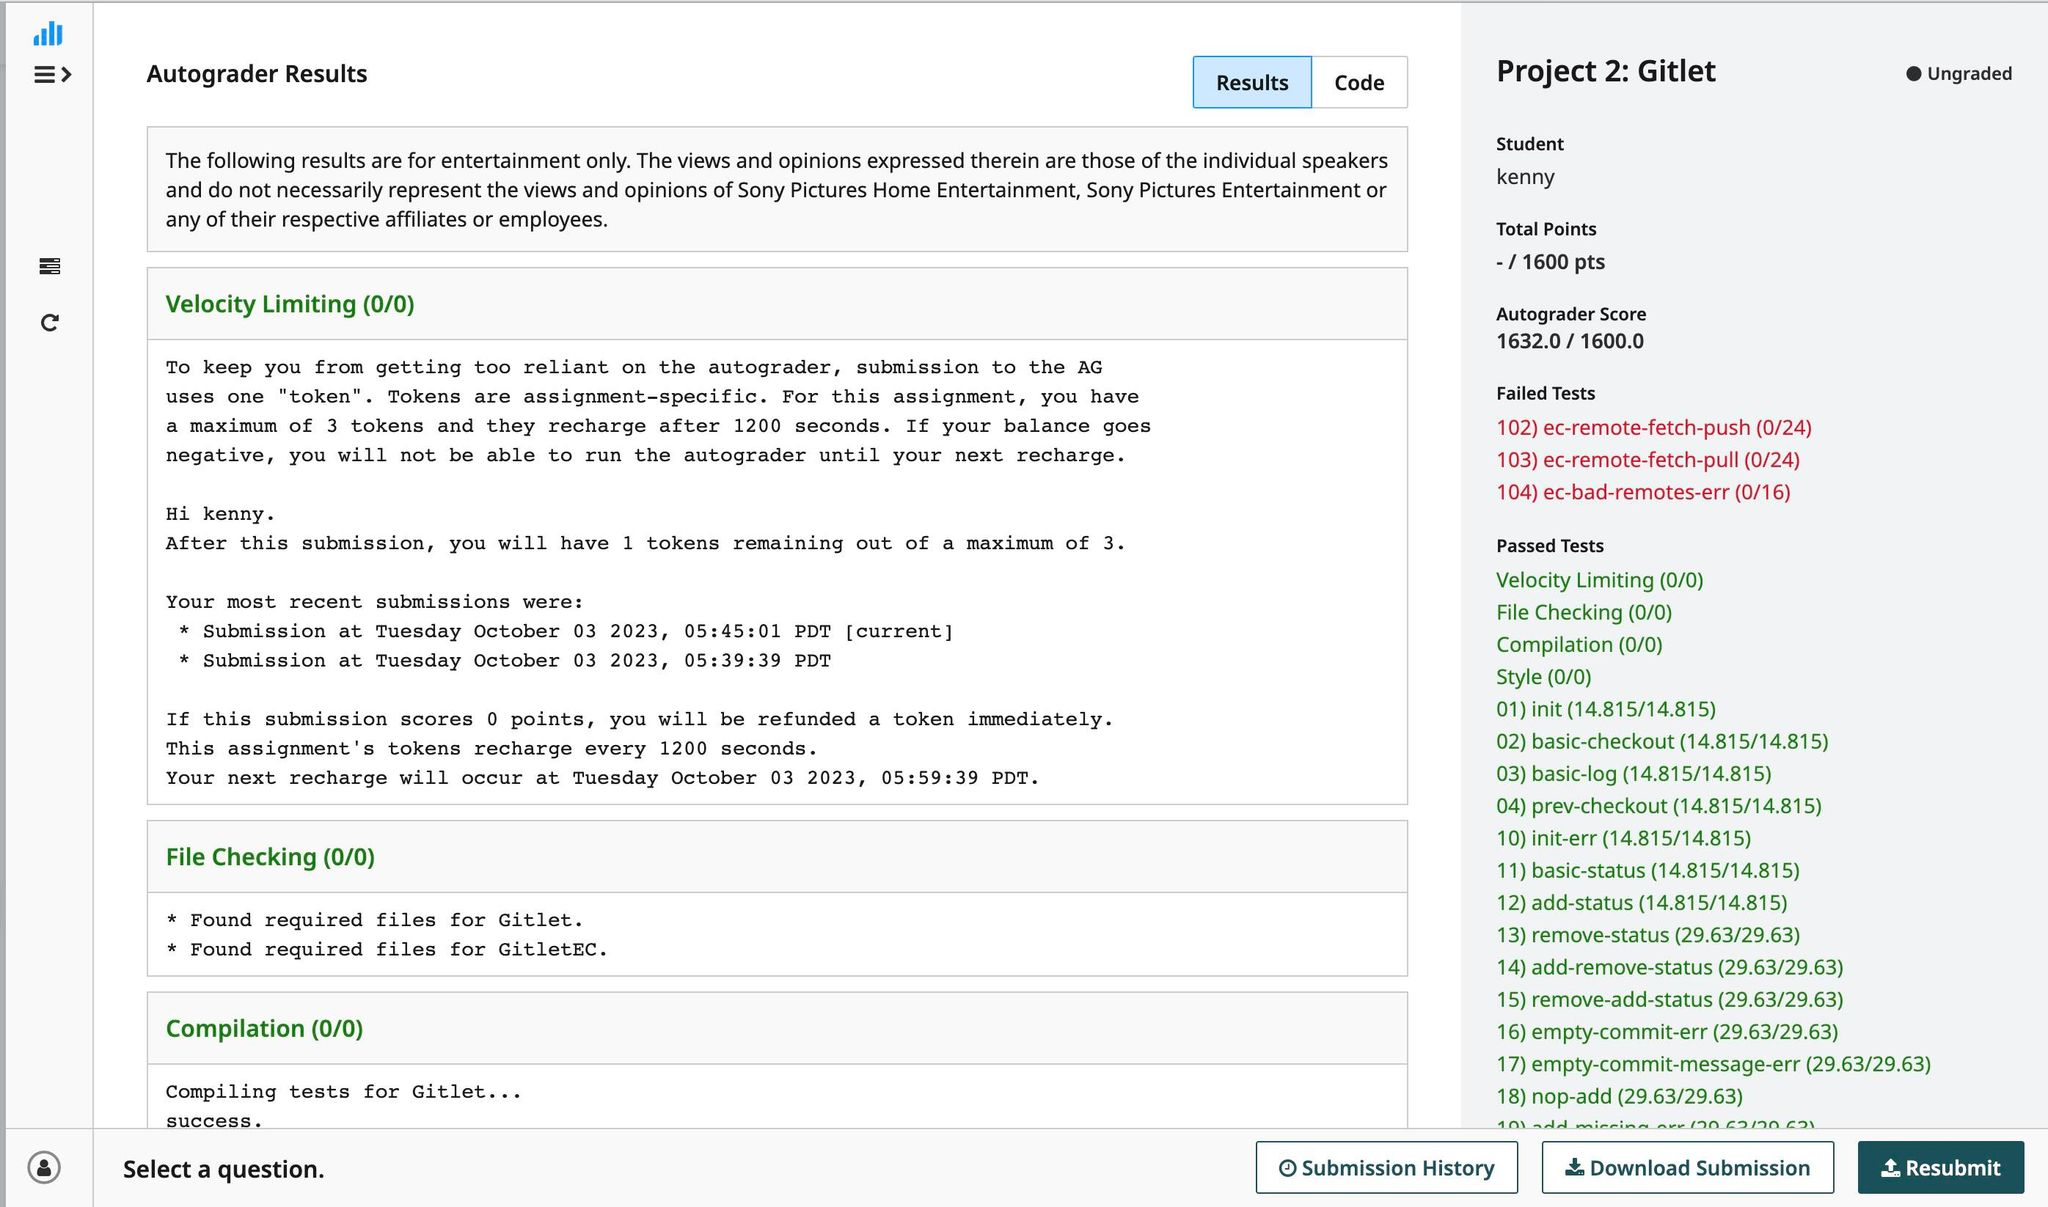 Autograder Results
Results
Code
The following results are for entertainment only. The views and opinions expressed therein are those of the individual speakers
and do not necessarily represent the views and opinions of Sony Pictures Home Entertainment, Sony Pictures Entertainment or
any of their respective affiliates or employees.
Velocity Limiting (0/0)
To keep you from getting too reliant on the autograder, submission to the AG
uses one "token". Tokens are assignment-specific. For this assignment, you have
a maximum of 3 tokens and they recharge after 1200 seconds. If your balance goes
negative, you will not be able to run the autograder until your next recharge.
Hi kenny.
After this submission, you will have 1 tokens remaining out of a maximum of 3.
Your most recent submissions were:
* Submission at Tuesday October 03 2023, 05:45:01 PDT [current]
* Submission at Tuesday October 03 2023, 05:39:39 PDT
If this submission scores 0 points, you will be refunded a token immediately.
This assignment's tokens recharge every 1200 seconds.
Your next recharge will occur at Tuesday October 03 2023, 05:59:39 PDT.
File Checking (0/0)
* Found required files for Gitlet.
* Found required files for GitletEC.
Compilation (0/0)
Compiling tests for Gitlet...
success.
Project 2: Gitlet
Ungraded
Student
kenny
Total Points
- / 1600 pts
Autograder Score
1632.0 / 1600.0
Failed Tests
102) ec-remote-fetch-push (0/24)
103) ec-remote-fetch-pull (0/24)
104) ec-bad-remotes-err (0/16)
Passed Tests
Velocity Limiting (0/0)
File Checking (0/0)
Compilation (0/0)
Style (0/0)
01) init (14.815/14.815)
02) basic-checkout (14.815/14.815)
03) basic-log (14.815/14.815)
04) prev-checkout (14.815/14.815)
10) init-err (14.815/14.815)
11) basic-status (14.815/14.815)
12) add-status (14.815/14.815)
13) remove-status (29.63/29.63)
14) add-remove-status (29.63/29.63)
15) remove-add-status (29.63/29.63)
16) empty-commit-err (29.63/29.63)
17) empty-commit-message-err (29.63/29.63)
18) nop-add (29.63/29.63)
19) add-missing-err (29.63/29.63)
Select a question.
Submission History
Download Submission
Resubmit